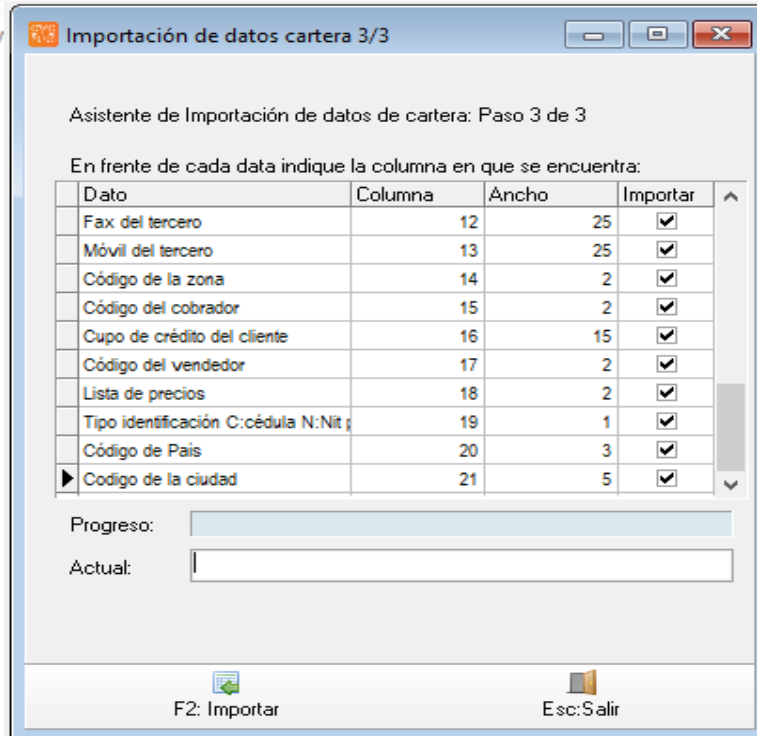 Importación de datos cartera 3/3
Asistente de Importación de datos de cartera: Paso 3 de 3
En frente de cada data indique la columna en que se encuentra:
Dato Columna Ancho Importar
Fax del tercero 12 25
Móvil del tercero 13 25
Código de la zona 14 2
Código del cobrador 15 2
Cupo de crédito del cliente 16 15
Código del vendedor 17 2
Lista de precios 18 2
Tipo identificación C:cédula N:Nit 19 1
Código de País 20 3
Codigo de la ciudad 21 5
Progreso:
Actual:
F2: Importar Esc:Salir